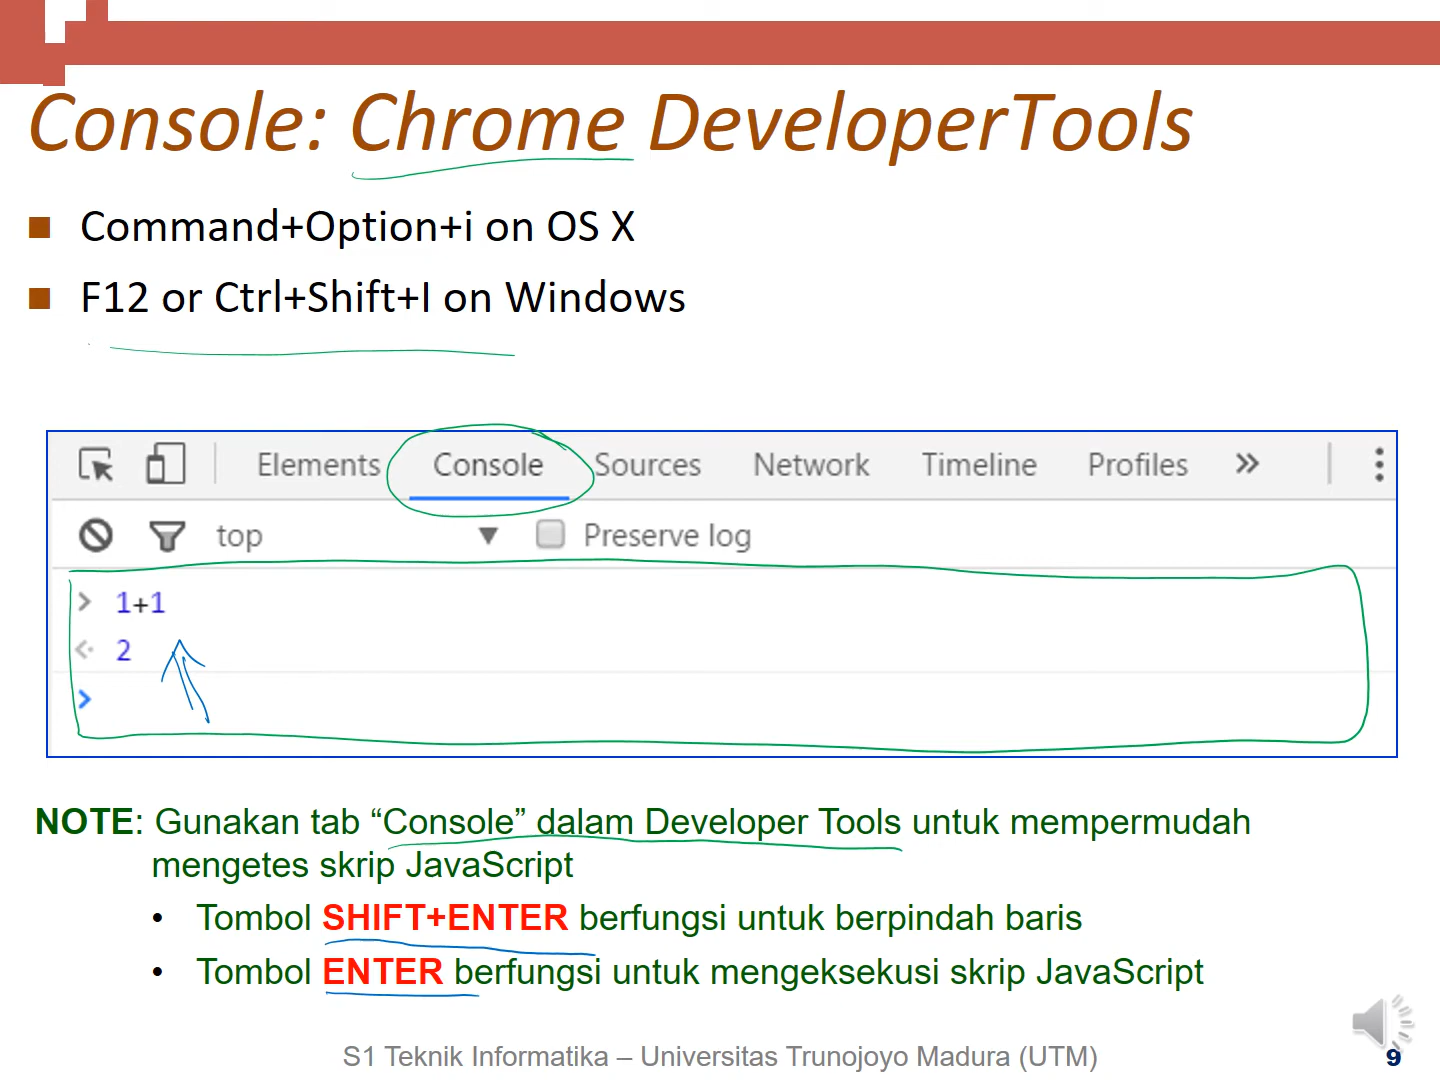 Console: Chrome DeveloperTools
Command+Option+i on OS X
F12 or Ctrl+Shift+I on Windows
Elements Console Sources Network Timeline Profiles »
top ▼ Preserve log
> 1+1
<· 2
>
NOTE: Gunakan tab “Console” dalam Developer Tools untuk mempermudah
mengetes skrip JavaScript
• Tombol SHIFT+ENTER berfungsi untuk berpindah baris
• Tombol ENTER berfungsi untuk mengeksekusi skrip JavaScript
S1 Teknik Informatika – Universitas Trunojoyo Madura (UTM)
9